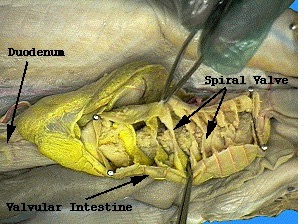 Duodenum
Spiral Valve
Valvular Intestine